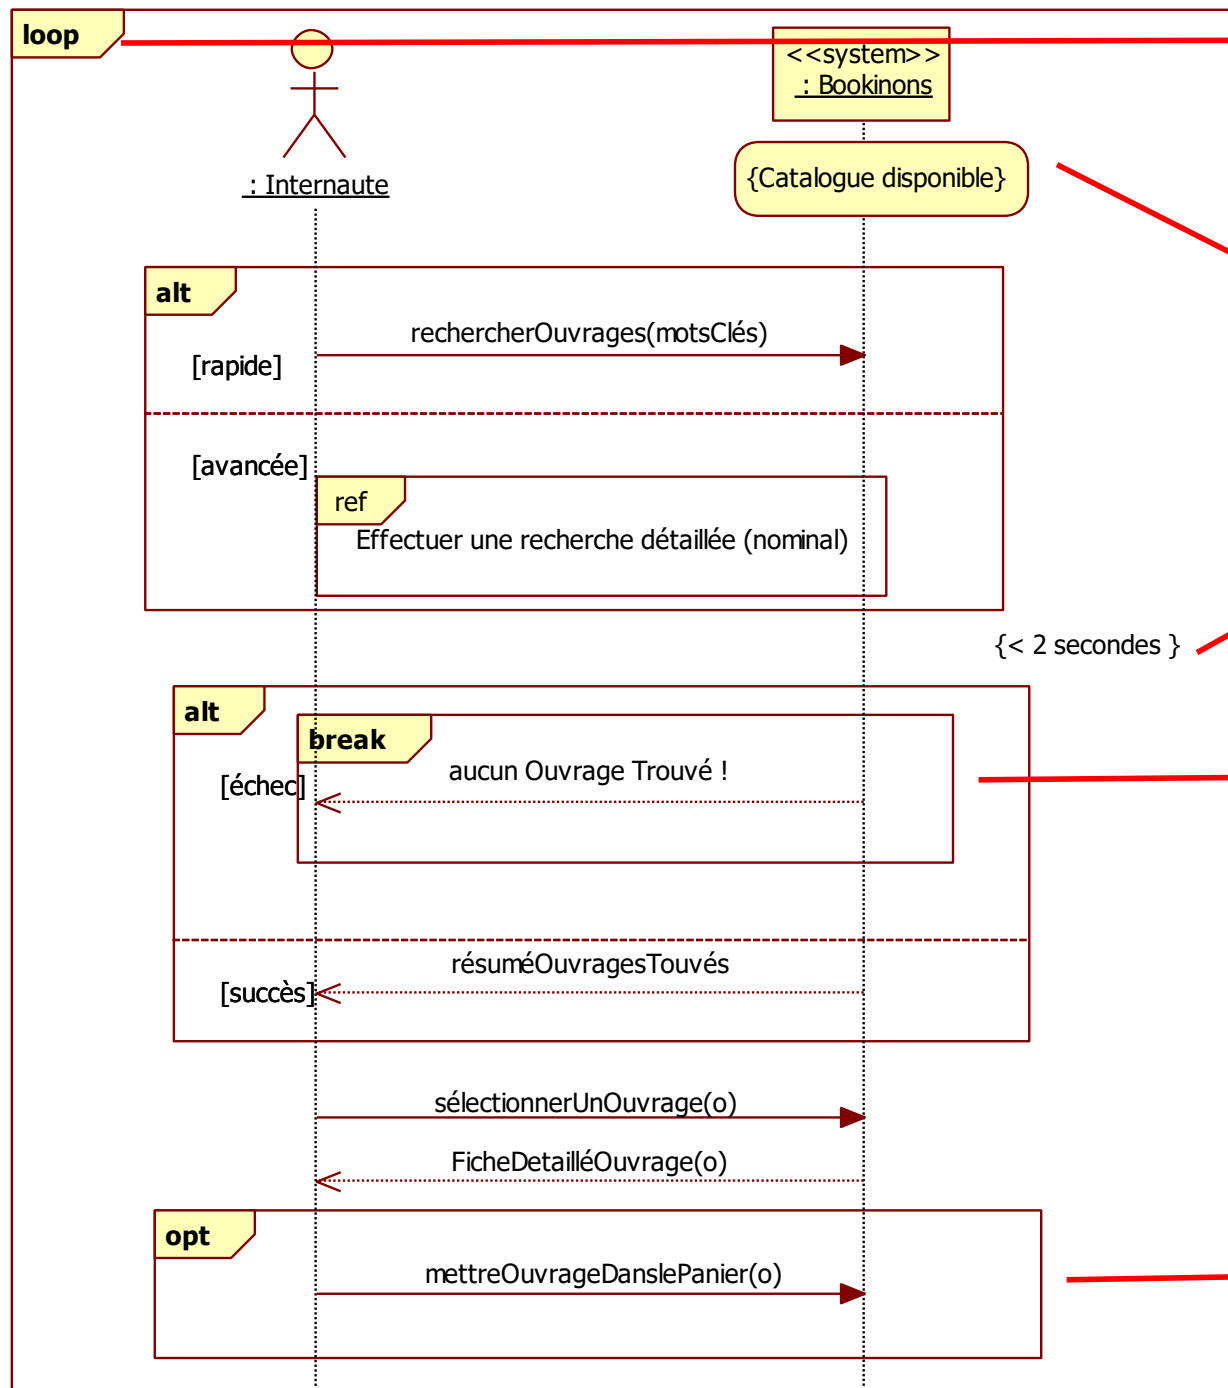 loop
<<system>>
: Bookinons
{Catalogue disponible}
: Internaute
alt
rechercherOuvrages(motsClés)
[rapide]
[avancée]
ref
Effectuer une recherche détaillée (nominal)
{< 2 secondes }
alt
break
aucun Ouvrage Trouvé !
[échec]
résuméOuvragesTouvés
[succès]
sélectionnerUnOuvrage(o)
FicheDetailléOuvrage(o)
opt
mettreOuvrageDanslePanier(o)